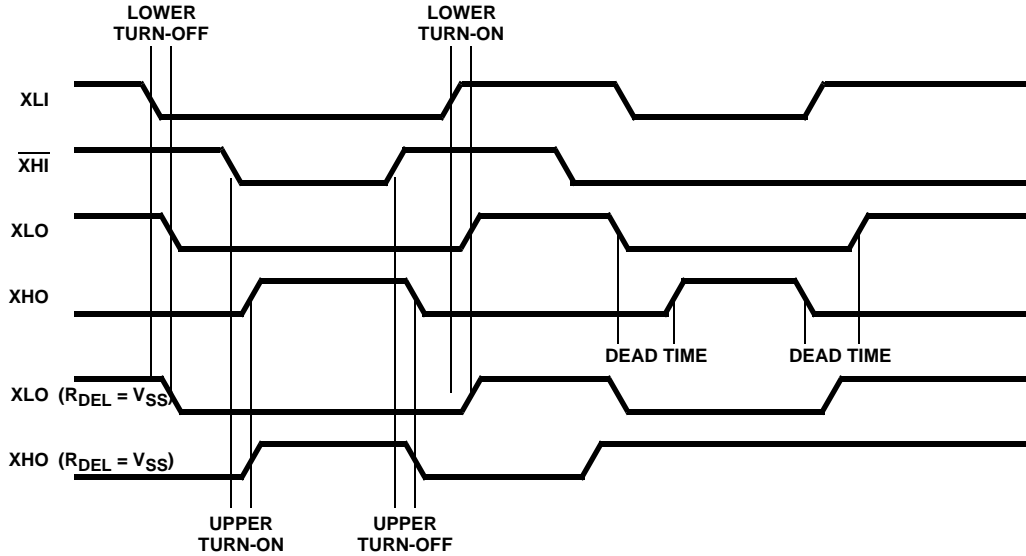 LOWER
TURN-OFF
LOWER
TURN-ON
XLI
XHI
XLO
XHO
DEAD TIME
DEAD TIME
XLO (RDEL = VSS)
XHO (RDEL = VSS)
UPPER
TURN-ON
UPPER
TURN-OFF